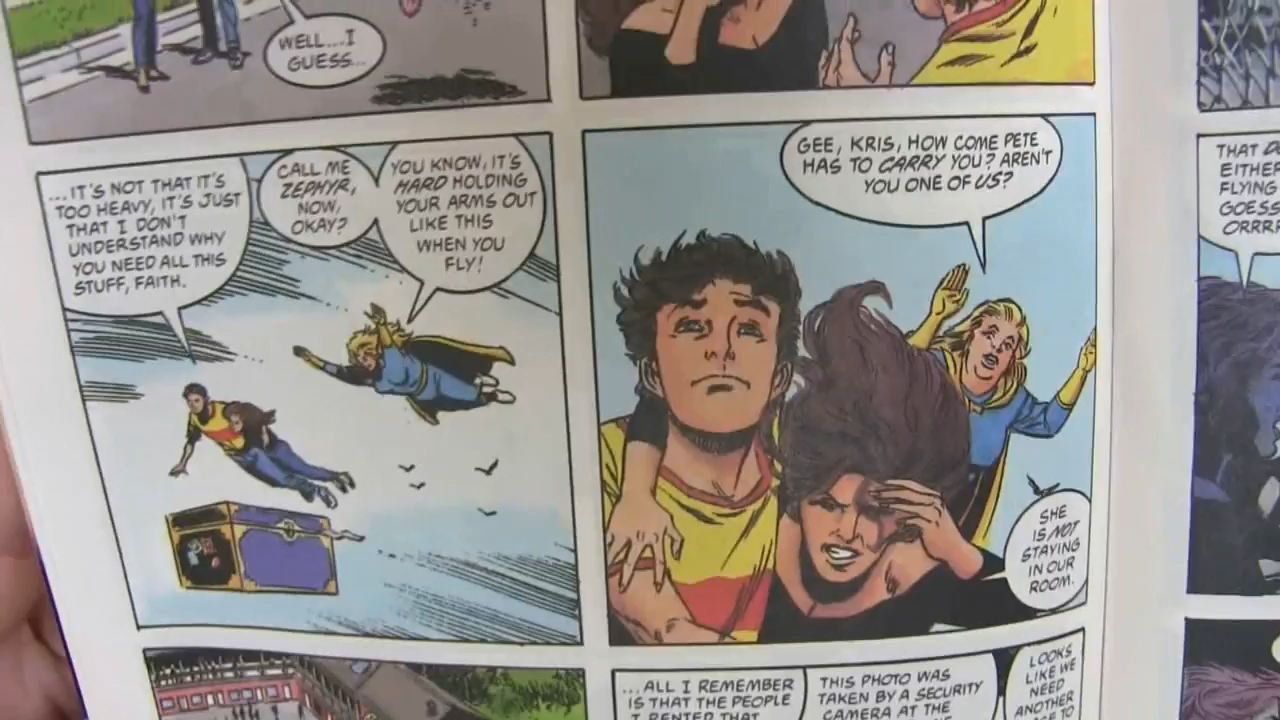 WELL...I
GUESS...
...IT'S NOT THAT IT'S
TOO HEAVY, IT'S JUST
THAT I DON'T
UNDERSTAND WHY
YOU NEED ALL THIS
STUFF, FAITH.
CALL ME
ZEPHYR,
NOW,
OKAY?
YOU KNOW, IT'S
HARD HOLDING
YOUR ARMS OUT
LIKE THIS
WHEN YOU
FLY!
GEE, KRIS, HOW COME PETE
HAS TO CARRY YOU? AREN'T
YOU ONE OF US?
SHE
IS NOT
STAYING
IN OUR
ROOM.
THAT
EITHER
FLYING
GOES
...ALL I REMEMBER
IS THAT THE PEOPLE
I RENTED THAT
THIS PHOTO WAS
TAKEN BY A SECURITY
CAMERA AT THE
LOOKS
LIKE WE
NEED
ANOTHER
TO